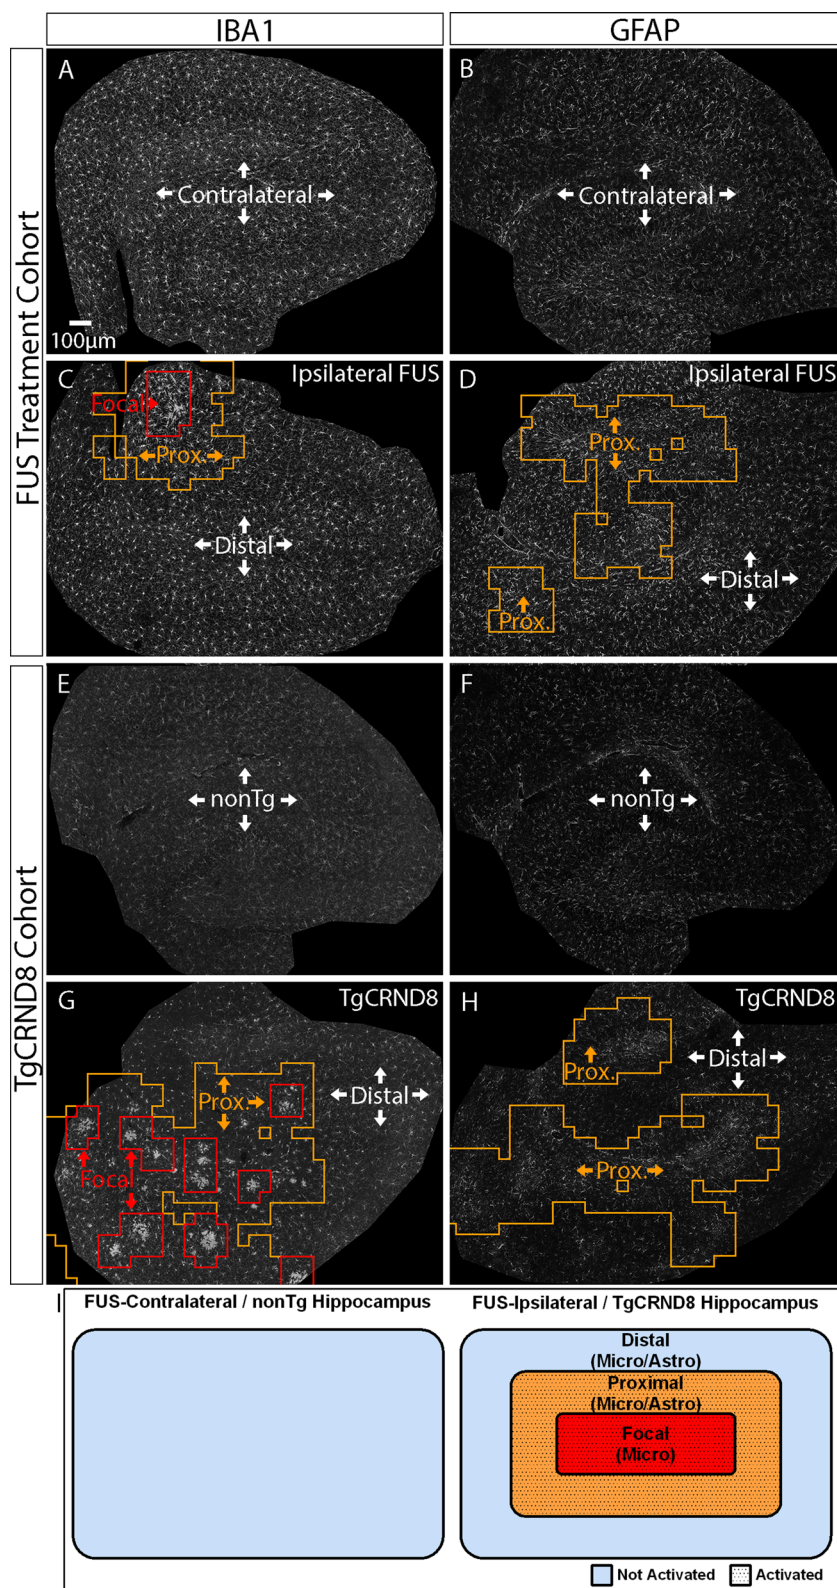 IBA1
GFAP
FUS Treatment Cohort
A
Contralateral
100µm
B
Contralateral
C
Ipsilateral FUS
Focal
Prox.
Distal
D
Ipsilateral FUS
Prox.
Distal
Prox.
TgCRND8 Cohort
E
nonTg
F
nonTg
G
TgCRND8
Prox.
Distal
Focal
H
TgCRND8
Distal
Prox.
Prox.
I
FUS-Contralateral / nonTg Hippocampus
FUS-Ipsilateral / TgCRND8 Hippocampus
Distal
(Micro/Astro)
Proximal
(Micro/Astro)
Focal
(Micro)
Not Activated
Activated